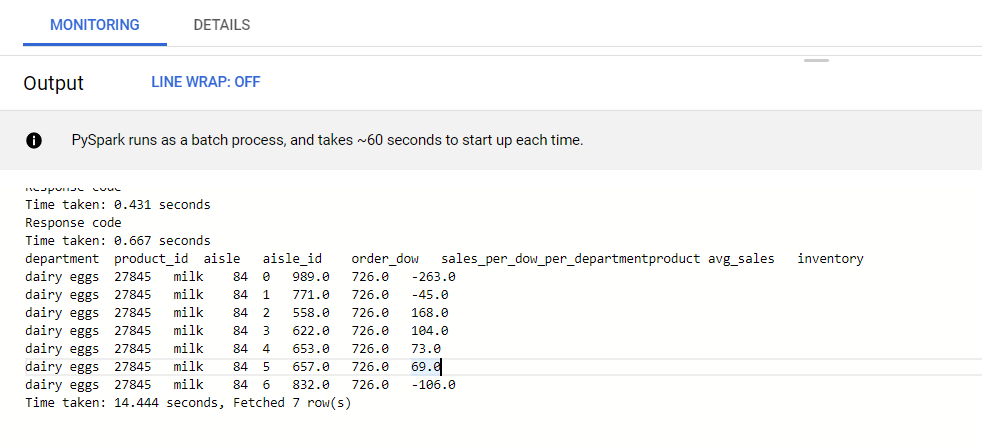 MONITORING DETAILS
Output LINE WRAP: OFF
PySpark runs as a batch process, and takes ~60 seconds to start up each time.
Response code
Time taken: 0.431 seconds
Response code
Time taken: 0.667 seconds
department product_id aisle aisle_id order_dow sales_per_dow_per_departmentproduct avg_sales inventory
dairy eggs 27845 milk 84 0 989.0 726.0 -263.0
dairy eggs 27845 milk 84 1 771.0 726.0 -45.0
dairy eggs 27845 milk 84 2 558.0 726.0 168.0
dairy eggs 27845 milk 84 3 622.0 726.0 104.0
dairy eggs 27845 milk 84 4 653.0 726.0 73.0
dairy eggs 27845 milk 84 5 657.0 726.0 69.0
dairy eggs 27845 milk 84 6 832.0 726.0 -106.0
Time taken: 14.444 seconds, Fetched 7 row(s)